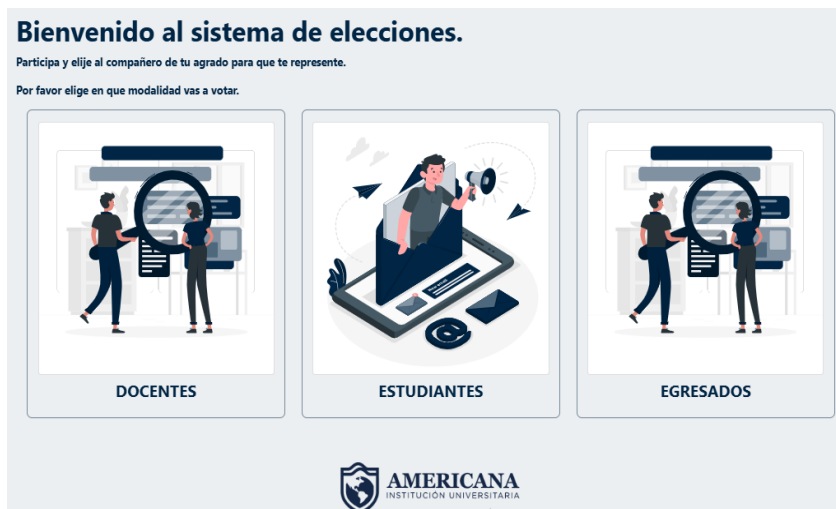 Bienvenido al sistema de elecciones.
Participa y elije al compañero de tu agrado para que te represente.
Por favor elige en que modalidad vas a votar.
DOCENTES
ESTUDIANTES
EGRESADOS
AMERICANA
INSTITUCIÓN UNIVERSITARIA